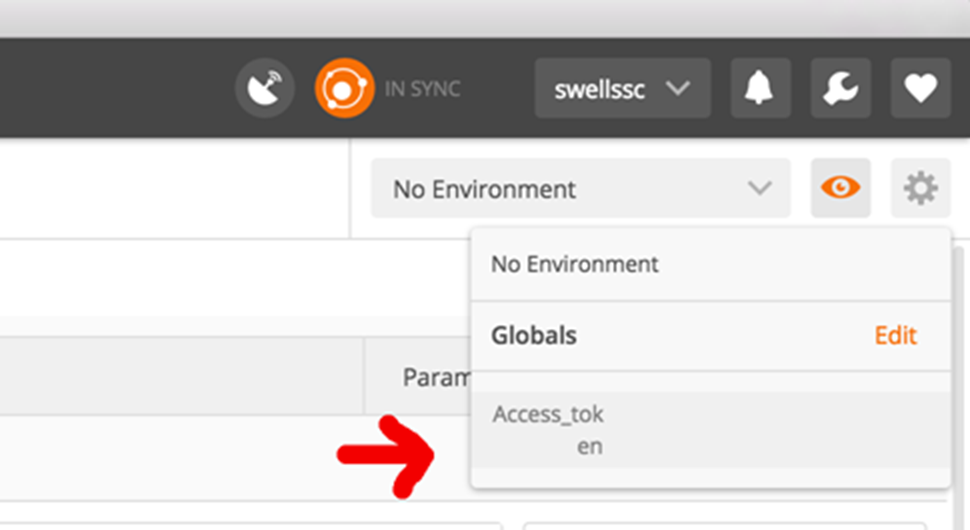 IN SYNC
swellssc
No Environment
No Environment
Globals
Edit
Param
Access_tok
en